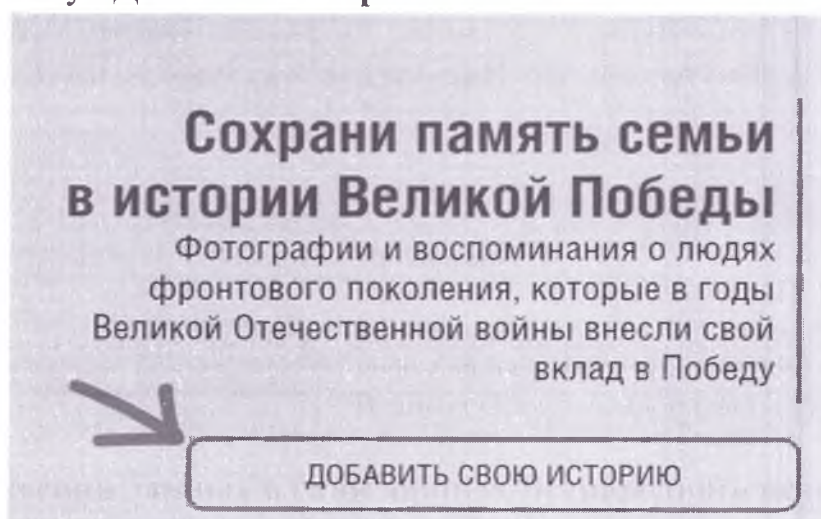 Сохрани память семьи
в истории Великой Победы
Фотографии и воспоминания о людях
фронтового поколения, которые в годы
Великой Отечественной войны внесли свой
вклад в Победу
ДОБАВИТЬ СВОЮ ИСТОРИЮ